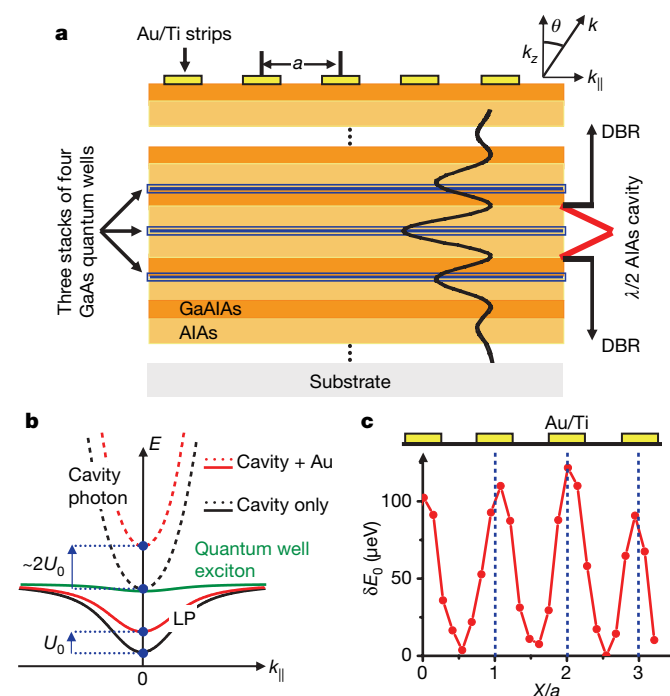 a
Au/Ti strips
a
θ
k
k_z
k_||
DBR
Three stacks of four
GaAs quantum wells
λ/2 AlAs cavity
GaAlAs
AlAs
DBR
Substrate
b
E
Cavity
photon
Cavity + Au
Cavity only
~2U_0
Quantum well
exciton
LP
U_0
0
k_||
c
Au/Ti
δE_0 (μeV)
100
50
0
0
1
2
3
X/a